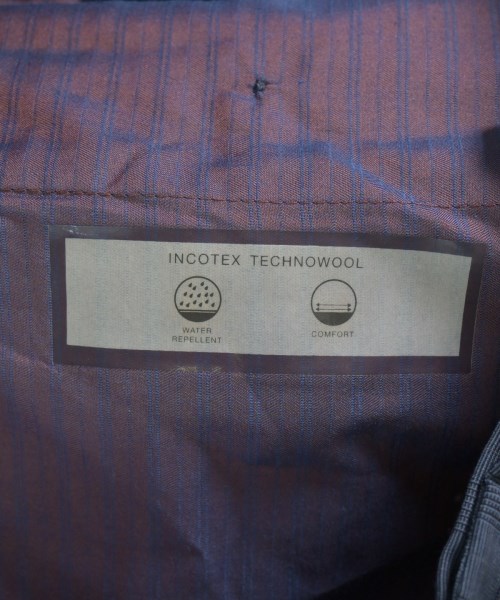 INCOTEX TECHNOWOOL
WATER
REPELLENT
COMFORT